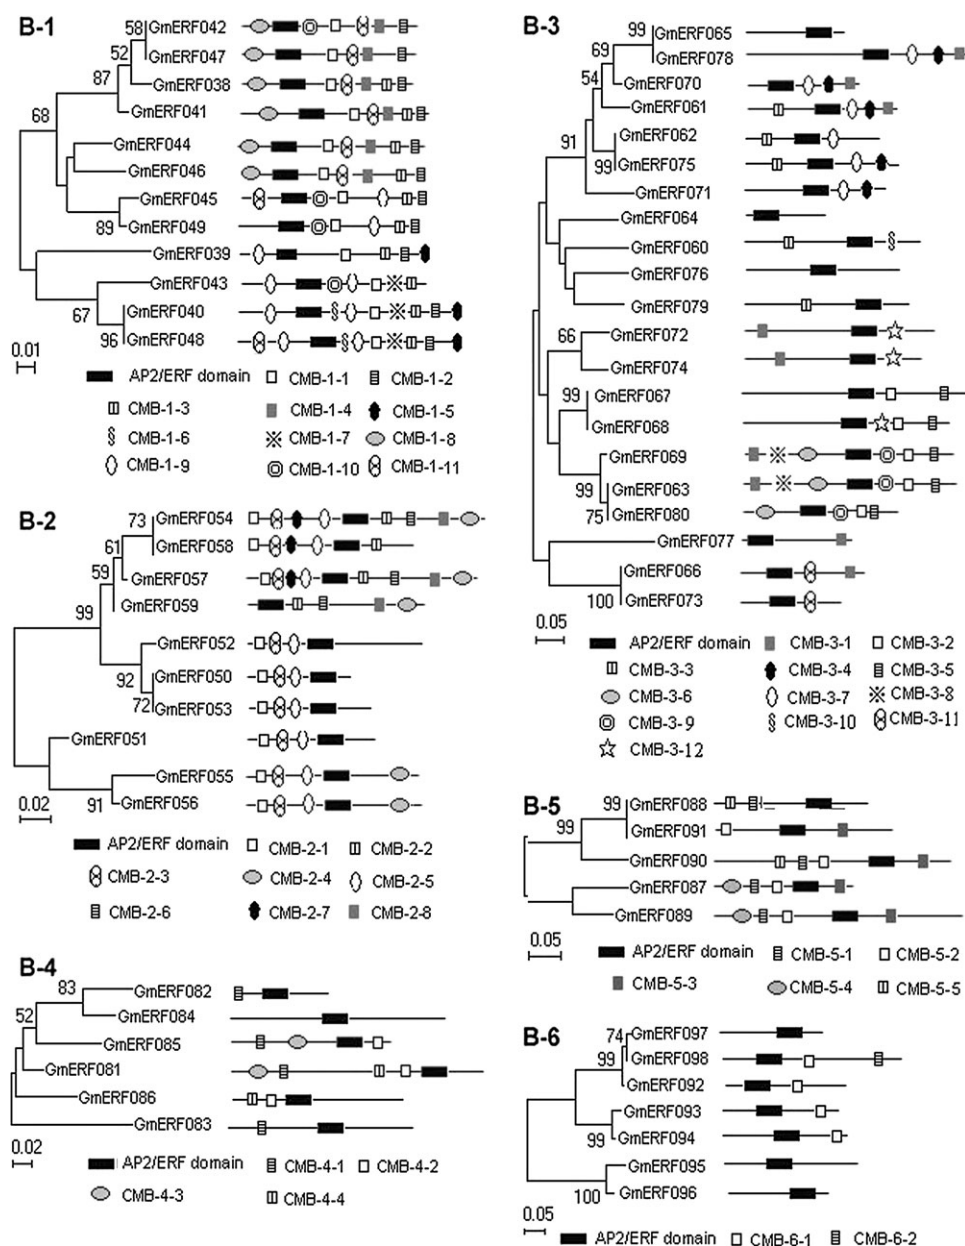 B-1
58
GmERF042
GmERF047
52
GmERF038
87
GmERF041
68
GmERF044
GmERF046
GmERF045
GmERF049
89
GmERF039
GmERF043
67
GmERF040
96
GmERF048
0.01
AP2/ERF domain
CMB-1-1
CMB-1-2
CMB-1-3
CMB-1-4
CMB-1-5
CMB-1-6
CMB-1-7
CMB-1-8
CMB-1-9
CMB-1-10
CMB-1-11
B-2
73
GmERF054
GmERF058
61
GmERF057
59
GmERF059
99
GmERF052
92
GmERF050
72
GmERF053
GmERF051
GmERF055
91
GmERF056
0.02
AP2/ERF domain
CMB-2-1
CMB-2-2
CMB-2-3
CMB-2-4
CMB-2-5
CMB-2-6
CMB-2-7
CMB-2-8
B-4
83
GmERF082
GmERF084
52
GmERF085
GmERF081
GmERF086
GmERF083
0.02
AP2/ERF domain
CMB-4-1
CMB-4-2
CMB-4-3
CMB-4-4
B-3
99
GmERF065
GmERF078
69
GmERF070
54
GmERF061
GmERF062
91
99
GmERF075
GmERF071
GmERF064
GmERF060
GmERF076
GmERF079
GmERF072
66
GmERF074
99
GmERF067
GmERF068
GmERF069
99
GmERF063
75
GmERF080
GmERF077
GmERF066
100
GmERF073
0.05
AP2/ERF domain
CMB-3-1
CMB-3-2
CMB-3-3
CMB-3-4
CMB-3-5
CMB-3-6
CMB-3-7
CMB-3-8
CMB-3-9
CMB-3-10
CMB-3-11
CMB-3-12
B-5
99
GmERF088
99
GmERF091
GmERF090
GmERF087
GmERF089
0.05
AP2/ERF domain
CMB-5-1
CMB-5-2
CMB-5-3
CMB-5-4
CMB-5-5
B-6
74
GmERF097
99
GmERF098
GmERF092
GmERF093
99
GmERF094
GmERF095
100
GmERF096
0.05
AP2/ERF domain
CMB-6-1
CMB-6-2